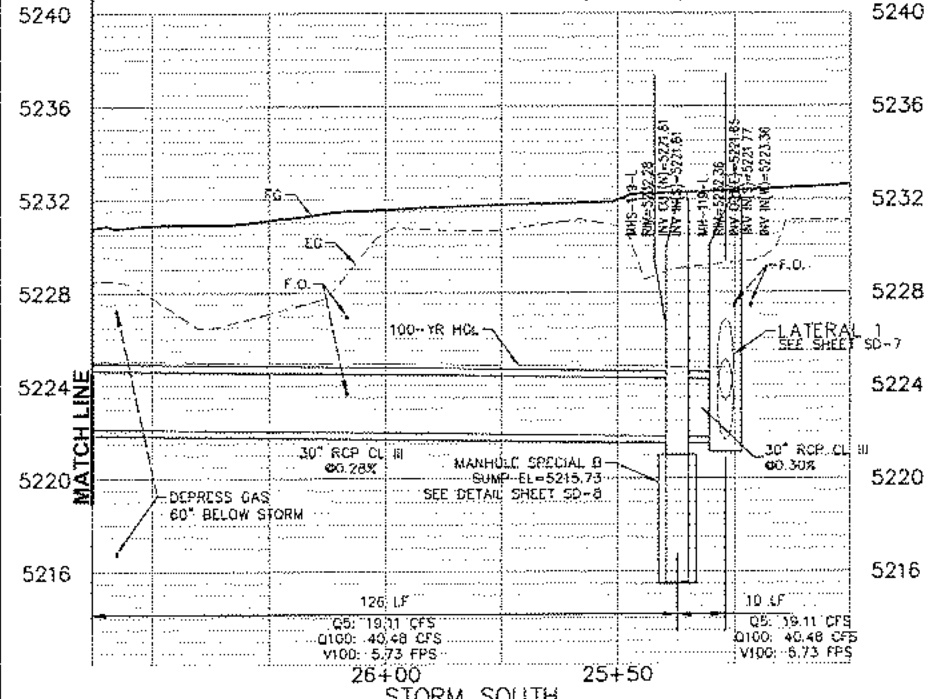 5240
5240
5236
5236
5232
5232
5228
5228
5224
5224
5220
5220
5216
5216
MATCH LINE
EG
F.O.
100-YR HGL
RIM=5232.28
INV OUT(N)=5221.61
INV IN(S)=5221.61
MH-119-L
RIM=5232.36
INV OUT(N)=5221.65
INV IN(S)=5221.77
INV IN(W)=5223.36
F.O.
LATERAL 1
SEE SHEET SD-7
30" RCP CL III
@0.28%
MANHOLE SPECIAL B
SUMP EL=5215.73
SEE DETAIL SHEET SD-8
30" RCP CL III
@0.30%
DEPRESS GAS
60" BELOW STORM
126 LF
Q5: 19.11 CFS
Q100: 40.48 CFS
V100: 5.73 FPS
10 LF
Q5: 19.11 CFS
Q100: 40.48 CFS
V100: 5.73 FPS
26+00
25+50
STORM SOUTH